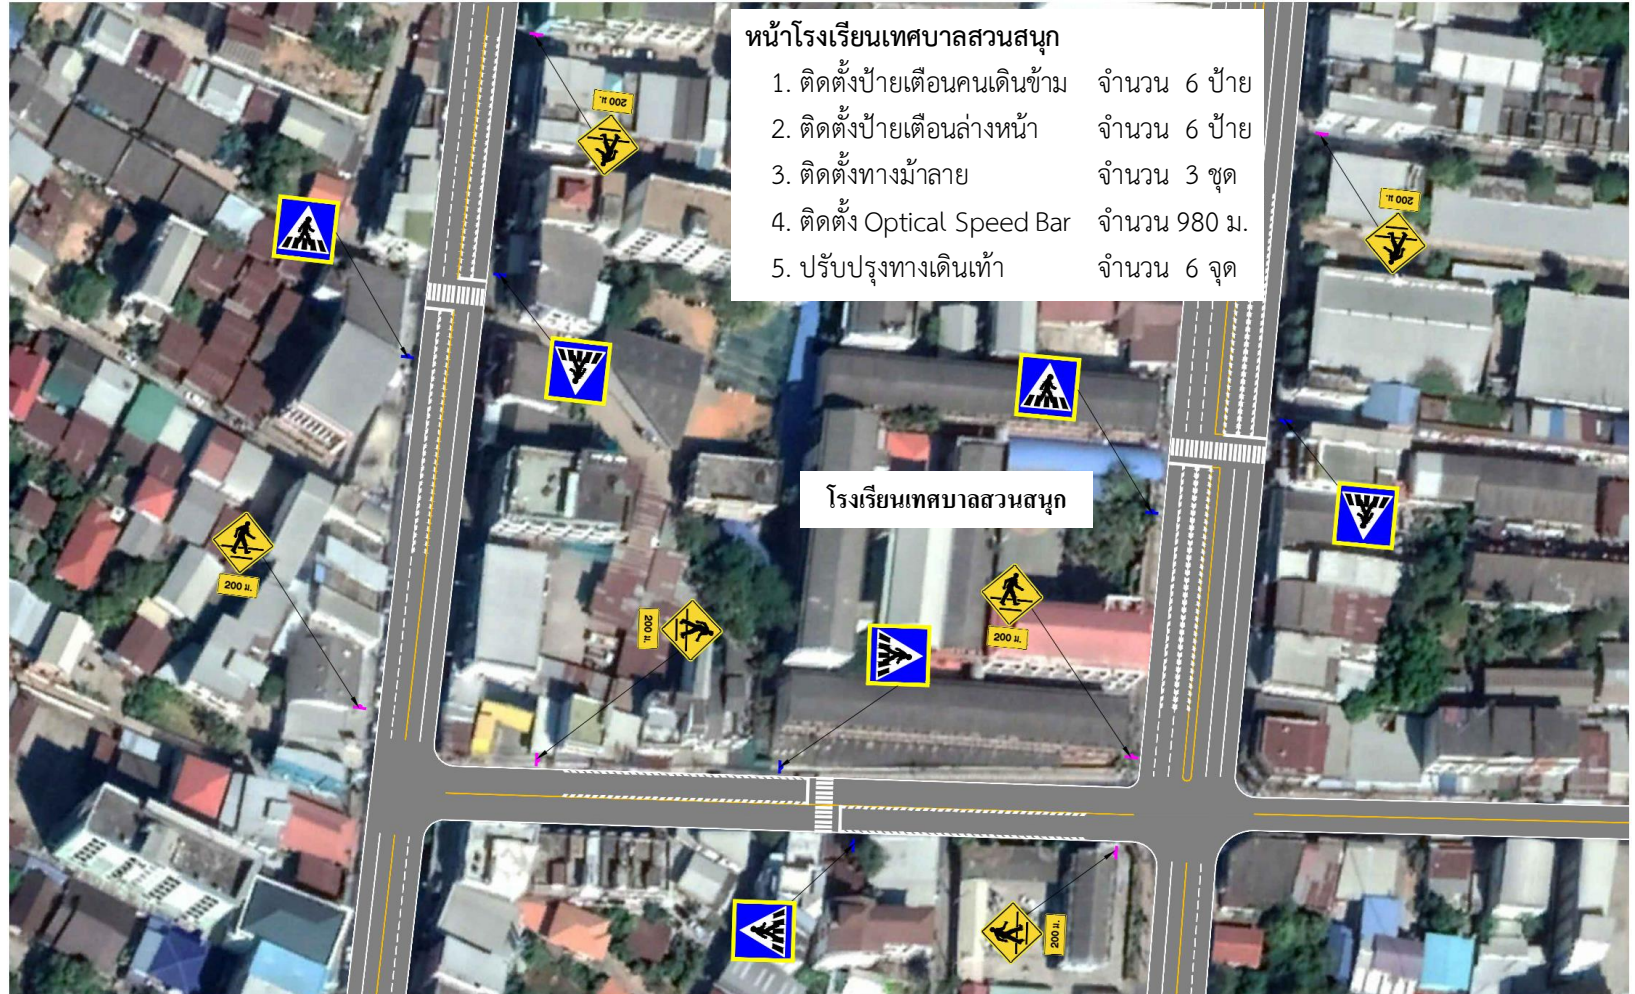 หน้าโรงเรียนเทศบาลสวนสนุก
1. ติดตั้งป้ายเตือนคนเดินข้าม จำนวน 6 ป้าย
2. ติดตั้งป้ายเตือนล่างหน้า จำนวน 6 ป้าย
3. ติดตั้งทางม้าลาย จำนวน 3 ชุด
4. ติดตั้ง Optical Speed Bar จำนวน 980 ม.
5. ปรับปรุงทางเดินเท้า จำนวน 6 จุด
200 ม.
200 ม.
โรงเรียนเทศบาลสวนสนุก
200 ม.
200 ม.
200 ม.
200 ม.